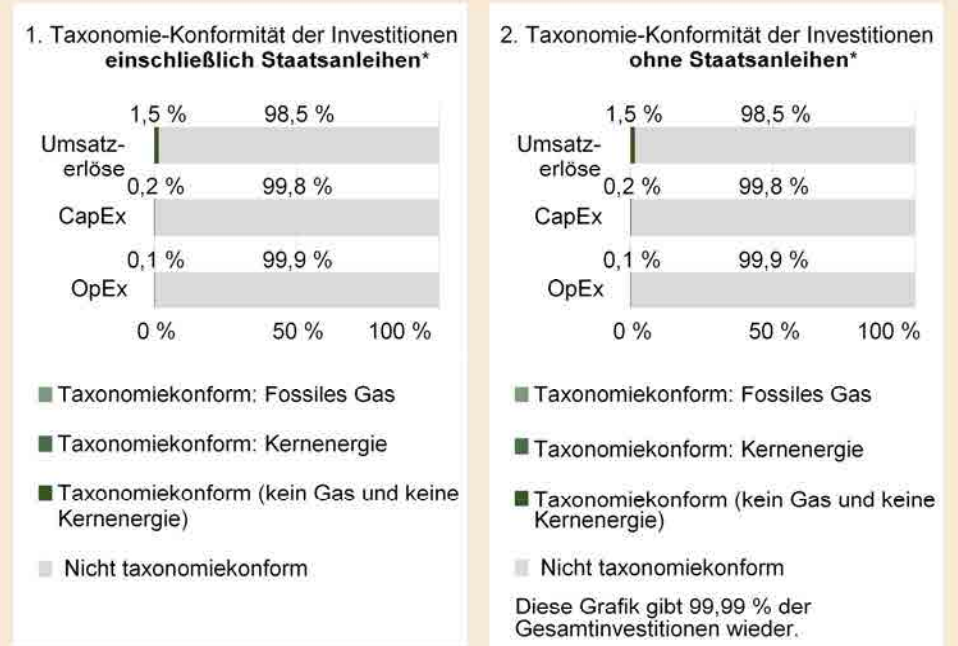 1. Taxonomie-Konformität der Investitionen
einschließlich Staatsanleihen*
1,5 % 98,5 %
Umsatz-
erlöse
0,2 % 99,8 %
CapEx
0,1 % 99,9 %
OpEx
0 % 50 % 100 %
Taxonomiekonform: Fossiles Gas
Taxonomiekonform: Kernenergie
Taxonomiekonform (kein Gas und keine
Kernenergie)
Nicht taxonomiekonform
2. Taxonomie-Konformität der Investitionen
ohne Staatsanleihen*
1,5 % 98,5 %
Umsatz-
erlöse
0,2 % 99,8 %
CapEx
0,1 % 99,9 %
OpEx
0 % 50 % 100 %
Taxonomiekonform: Fossiles Gas
Taxonomiekonform: Kernenergie
Taxonomiekonform (kein Gas und keine
Kernenergie)
Nicht taxonomiekonform
Diese Grafik gibt 99,99 % der
Gesamtinvestitionen wieder.